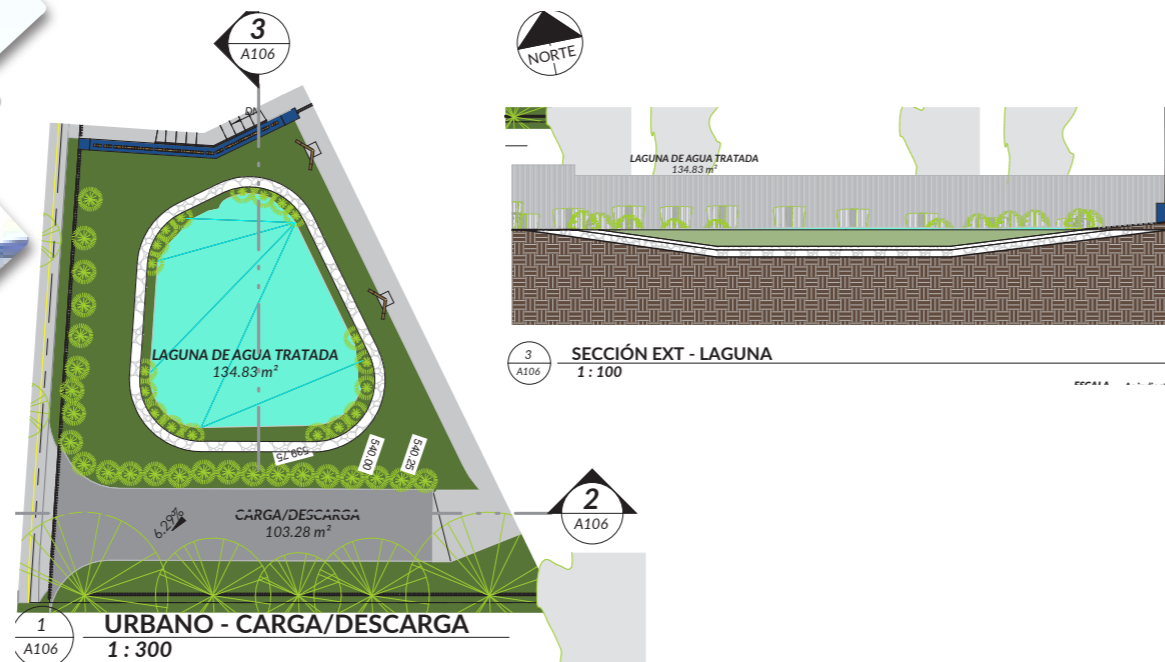 3
A106
NORTE
LAGUNA DE AGUA TRATADA
134.83 m²
3
A106
SECCIÓN EXT - LAGUNA
1 : 100
LAGUNA DE AGUA TRATADA
134.83 m²
539.75
540.00
540.25
2
A106
CARGA/DESCARGA
103.28 m²
6.29%
1
A106
URBANO - CARGA/DESCARGA
1 : 300